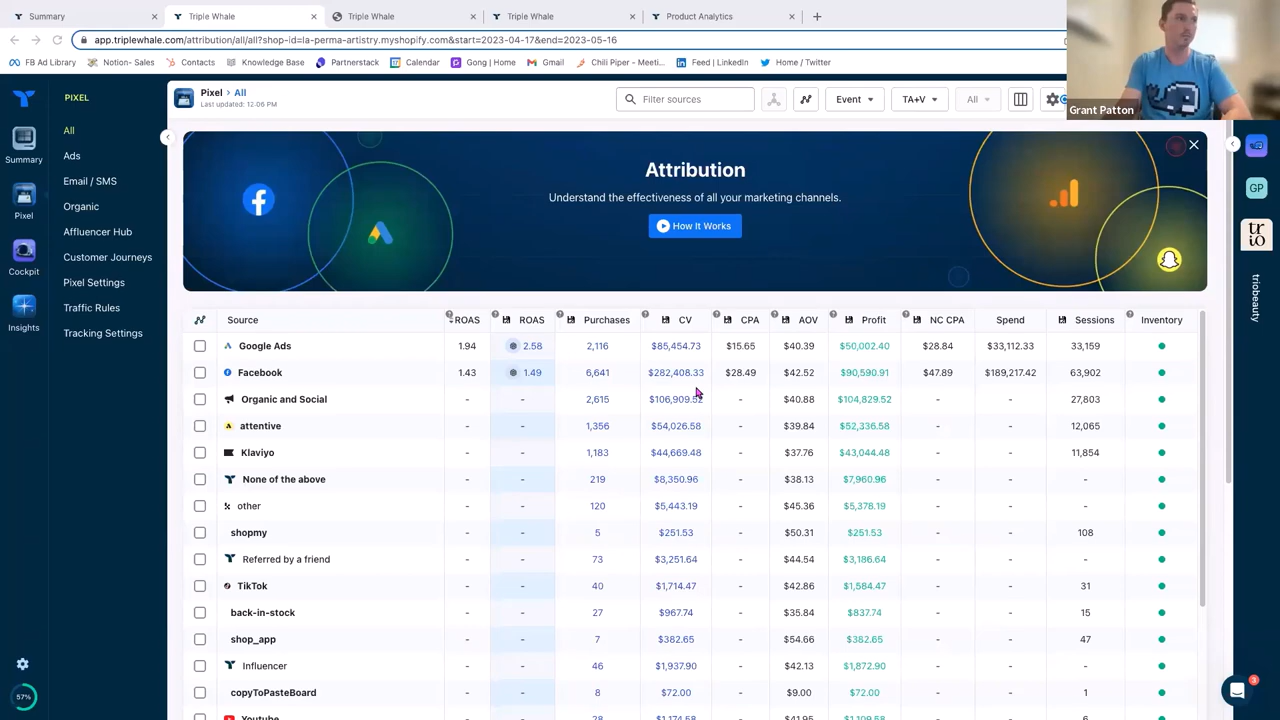 Summary
Triple Whale
Triple Whale
Triple Whale
Product Analytics
app.triplewhale.com/attribution/all/all?shop-id=la-perma-artistry.myshopify.com&start=2023-04-17&end=2023-05-16
FB Ad Library
Notion- Sales
Contacts
Knowledge Base
Partnerstack
Calendar
Gong | Home
Gmail
Chili Piper - Meeti...
Feed | LinkedIn
Home / Twitter
Grant Patton
Summary
Pixel
Cockpit
Insights
57%
PIXEL
All
Ads
Email / SMS
Organic
Affluencer Hub
Customer Journeys
Pixel Settings
Traffic Rules
Tracking Settings
Pixel > All
Last updated: 12:06 PM
Filter sources
Event
TA+V
All
Attribution
Understand the effectiveness of all your marketing channels.
How It Works
Source ROAS ROAS Purchases CV CPA AOV Profit NC CPA Spend Sessions Inventory
Google Ads 1.94 2.58 2,116 $85,454.73 $15.65 $40.39 $50,002.40 $28.84 $33,112.33 33,159
Facebook 1.43 1.49 6,641 $282,408.33 $28.49 $42.52 $90,590.91 $47.89 $189,217.42 63,902
Organic and Social - - 2,615 $106,909.52 - $40.88 $104,829.52 - - 27,803
attentive - - 1,356 $54,026.58 - $39.84 $52,336.58 - - 12,065
Klaviyo - - 1,183 $44,669.48 - $37.76 $43,044.48 - - 11,854
None of the above - - 219 $8,350.96 - $38.13 $7,960.96 - - -
other - - 120 $5,443.19 - $45.36 $5,378.19 - - -
shopmy - - 5 $251.53 - $50.31 $251.53 - - 108
Referred by a friend - - 73 $3,251.64 - $44.54 $3,186.64 - - -
TikTok - - 40 $1,714.47 - $42.86 $1,584.47 - - 31
back-in-stock - - 27 $967.74 - $35.84 $837.74 - - 15
shop_app - - 7 $382.65 - $54.66 $382.65 - - 47
Influencer - - 46 $1,937.90 - $42.13 $1,872.90 - - -
copyToPasteBoard - - 8 $72.00 - $9.00 $72.00 - - 1
Youtube - - 28 $1,174.58 - $41.95 $1,109.58 - - 6
GP
trio
triobeauty
3